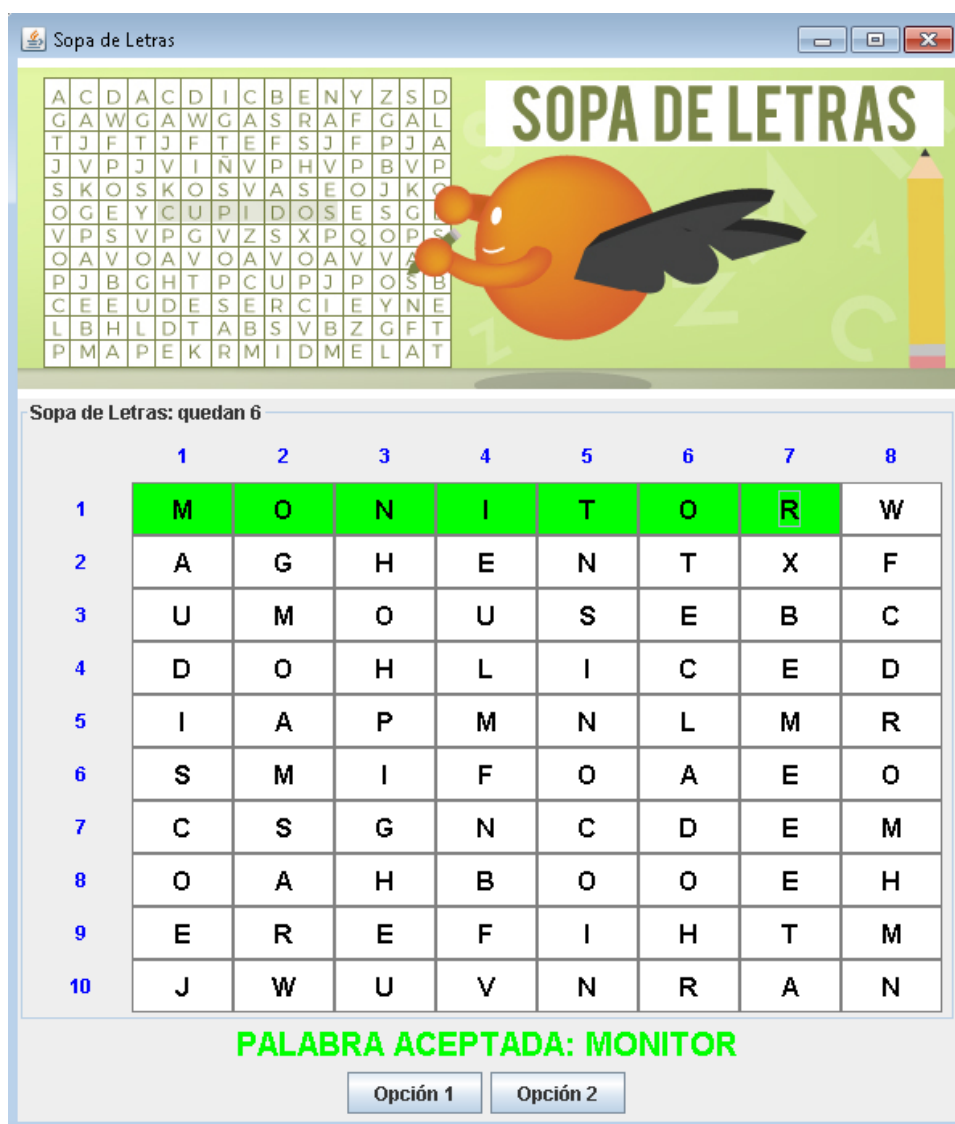 Sopa de Letras
A C D A C D I C B E N Y Z S D
G A W G A W G A S R A F G A L
T J F T J F T E F S J F P J A
J V P J V I Ñ V P H V P B V P
S K O S K O S V A S E O J K
O G E Y C U P I D O S E S G
V P S V P G V Z S X P Q O P S
O A V O A V O A V O A V V A
P J B G H T P C U P J P O S B
C E E U D E S E R C I E Y N E
L B H L D T A B S V B Z G F T
P M A P E K R M I D M E L A T
SOPA DE LETRAS
Sopa de Letras: quedan 6
1 2 3 4 5 6 7 8
1 M O N I T O R W
2 A G H E N T X F
3 U M O U S E B C
4 D O H L I C E D
5 I A P M N L M R
6 S M I F O A E O
7 C S G N C D E M
8 O A H B O O E H
9 E R E F I H T M
10 J W U V N R A N
PALABRA ACEPTADA: MONITOR
Opción 1 Opción 2